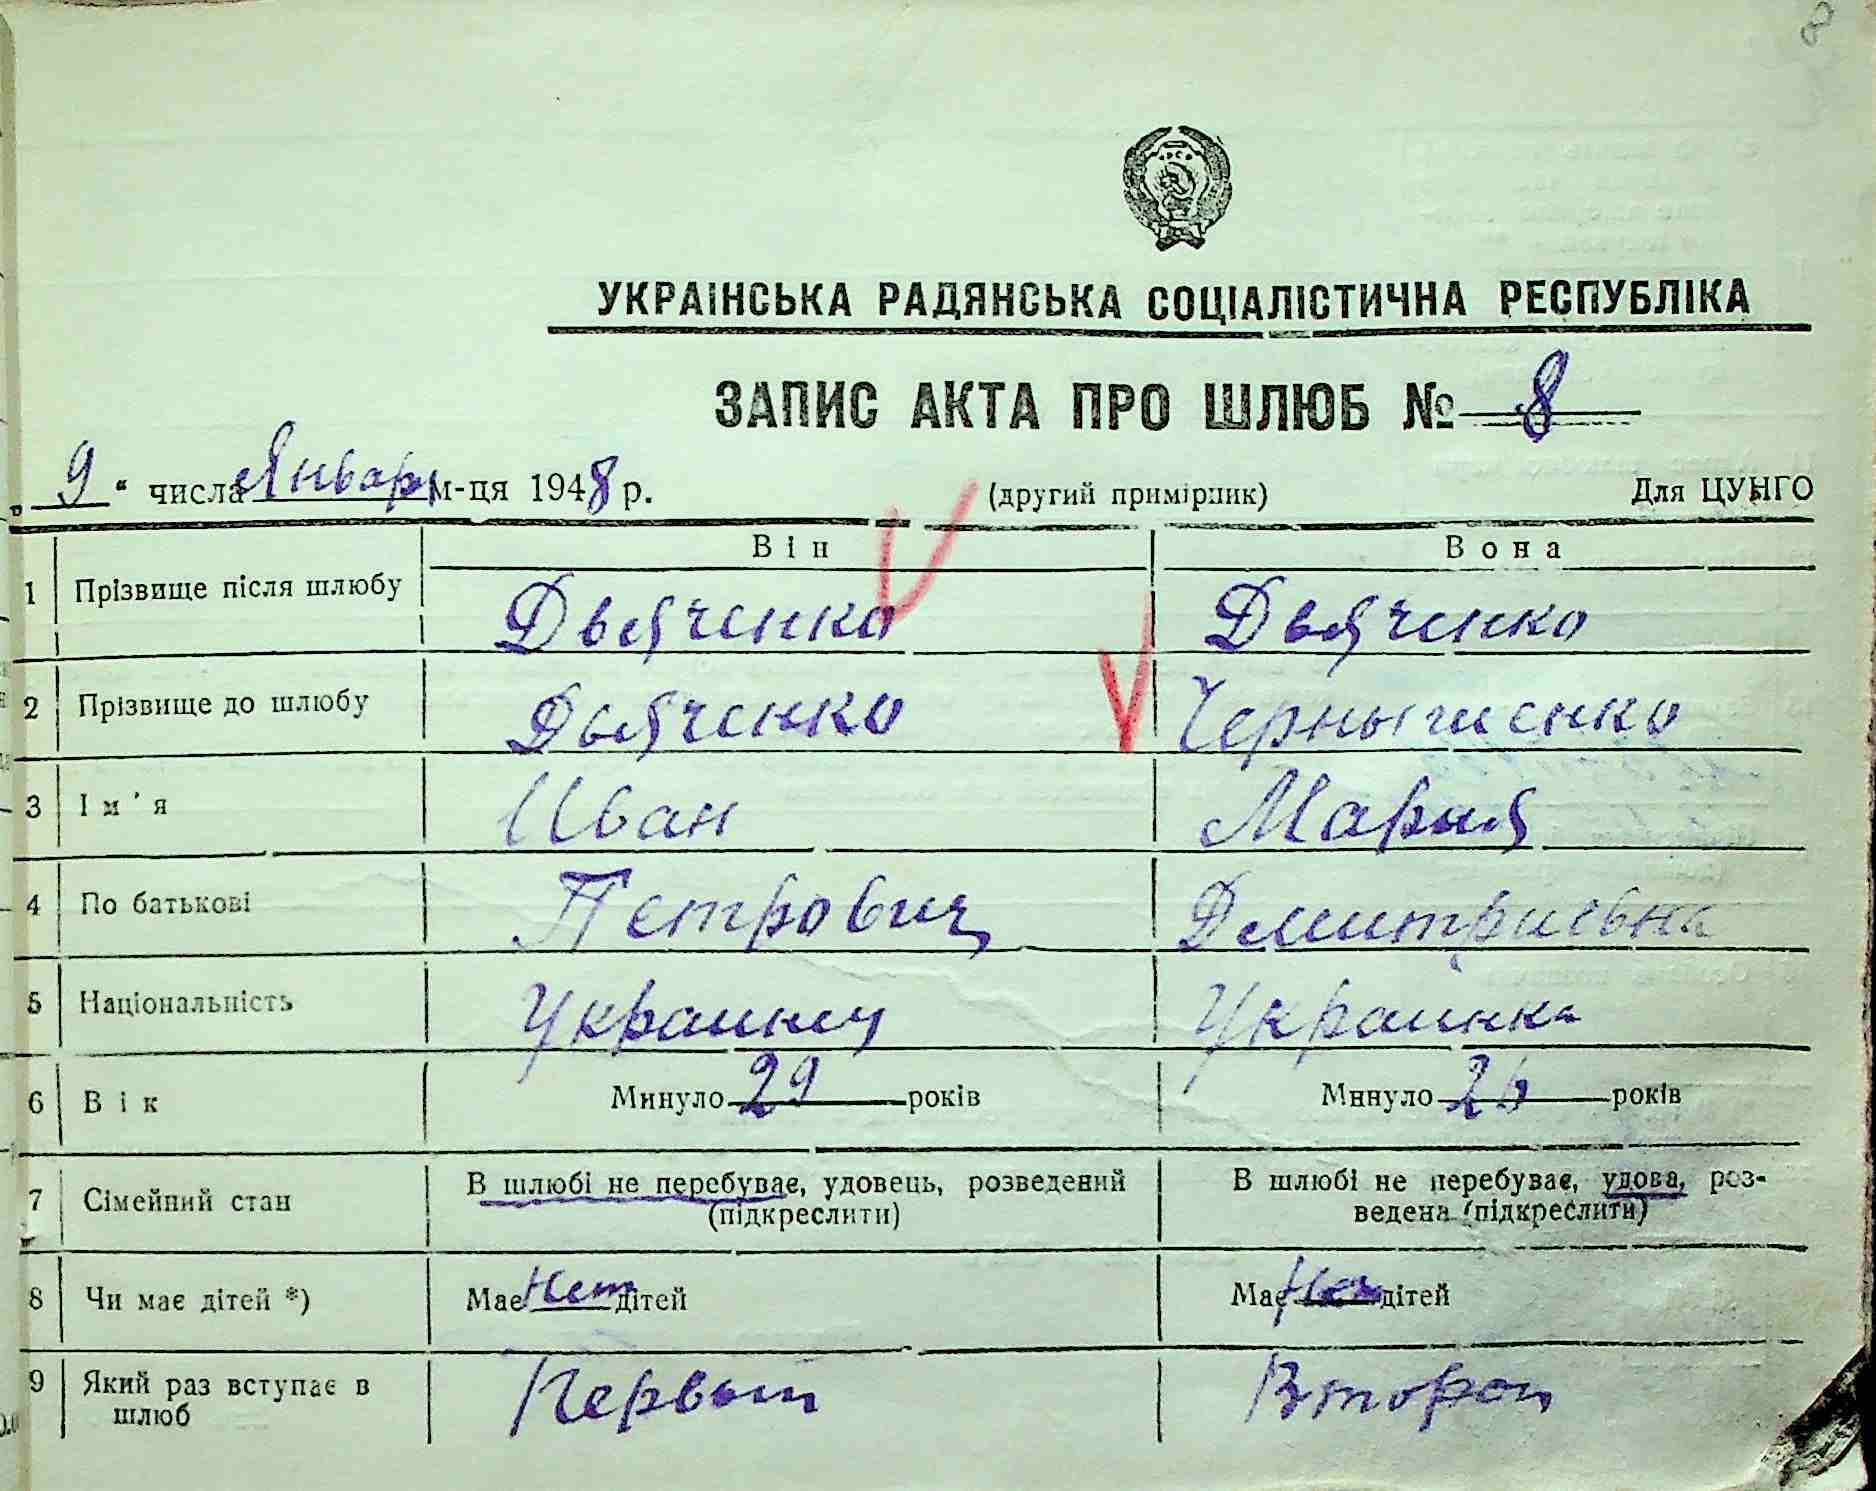 8
УКРАІНСЬКА РАДЯНСЬКА СОЦІАЛІСТИЧНА РЕСПУБЛІКА
ЗАПИС АКТА ПРО ШЛЮБ № 8
„ 9 “ числа Январ м-ця 1948 р. (другий примірник) Для ЦУНГО
Він Вона
1 Прізвище після шлюбу Дьяченко Дьяченко
2 Прізвище до шлюбу Дьяченко Чернышенко
3 Ім'я Иван Мария
4 По батькові Петрович Дмитриевна
5 Національність Украинец Украинка
6 Вік Минуло 29 років Минуло 26 років
7 Сімейний стан В шлюбі не перебуває, удовець, розведений (підкреслити) В шлюбі не перебуває, удова, роз-
ведена (підкреслити)
8 Чи має дітей *) Має Нет дітей Має Нет дітей
9 Який раз вступає в Первый Второй
шлюб